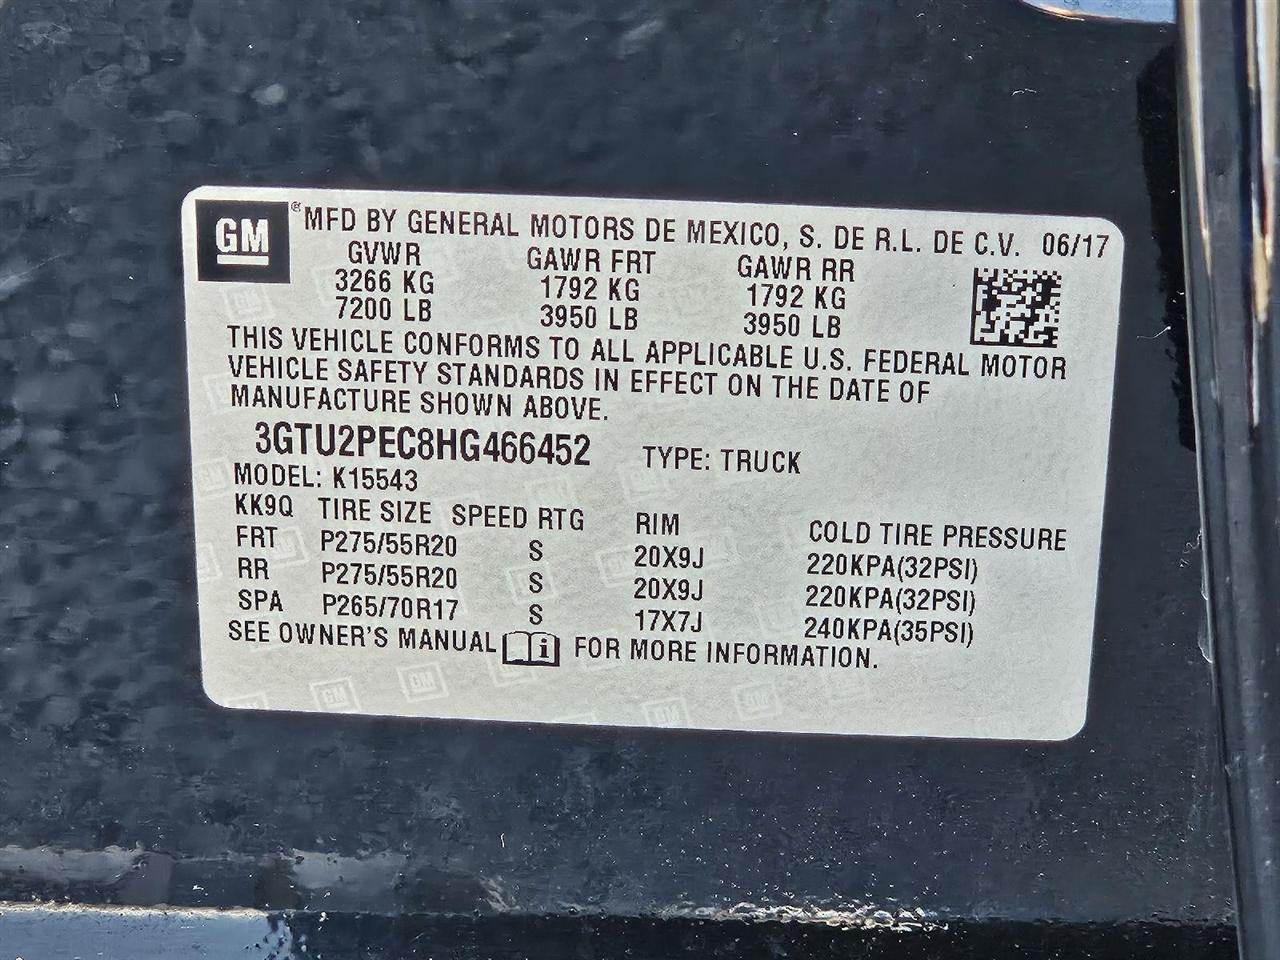 GM ® MFD BY GENERAL MOTORS DE MEXICO, S. DE R.L. DE C.V. 06/17
GVWR GAWR FRT GAWR RR
3266 KG 1792 KG 1792 KG
7200 LB 3950 LB 3950 LB
THIS VEHICLE CONFORMS TO ALL APPLICABLE U.S. FEDERAL MOTOR
VEHICLE SAFETY STANDARDS IN EFFECT ON THE DATE OF
MANUFACTURE SHOWN ABOVE.
3GTU2PEC8HG466452 TYPE: TRUCK
MODEL: K15543
KK9Q TIRE SIZE SPEED RTG RIM COLD TIRE PRESSURE
FRT P275/55R20 S 20X9J 220KPA(32PSI)
RR P275/55R20 S 20X9J 220KPA(32PSI)
SPA P265/70R17 S 17X7J 240KPA(35PSI)
SEE OWNER'S MANUAL i FOR MORE INFORMATION.